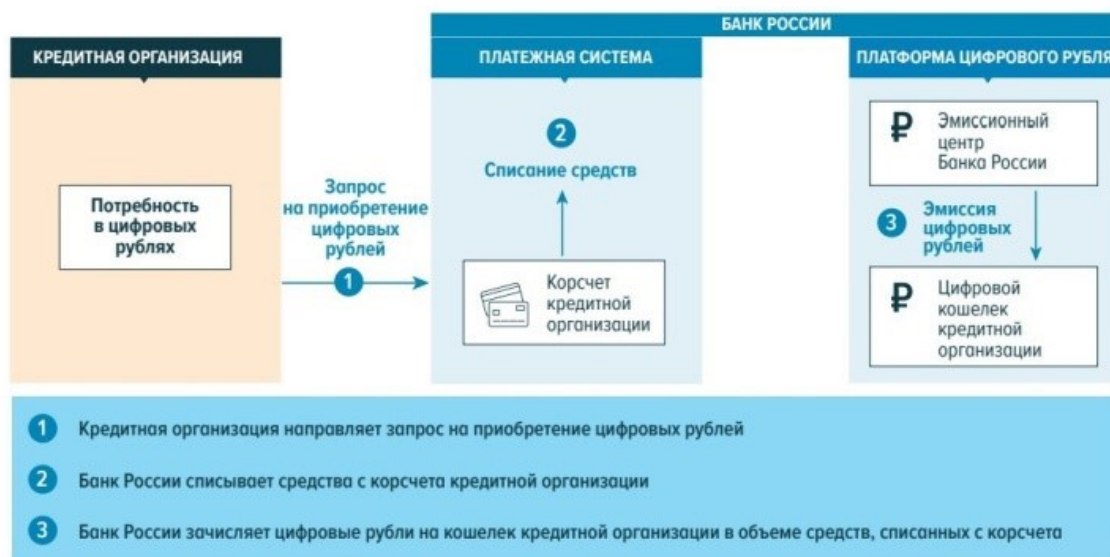 БАНК РОССИИ
КРЕДИТНАЯ ОРГАНИЗАЦИЯ
ПЛАТЕЖНАЯ СИСТЕМА
ПЛАТФОРМА ЦИФРОВОГО РУБЛЯ
Потребность
в цифровых
рублях
Запрос
на приобретение
цифровых
рублей
1
2
Списание средств
Корсчет
кредитной
организации
₽
Эмиссионный
центр
Банка России
3
Эмиссия
цифровых
рублей
₽
Цифровой
кошелек
кредитной
организации
1 Кредитная организация направляет запрос на приобретение цифровых рублей
2 Банк России списывает средства с корсчета кредитной организации
3 Банк России зачисляет цифровые рубли на кошелек кредитной организации в объеме средств, списанных с корсчета